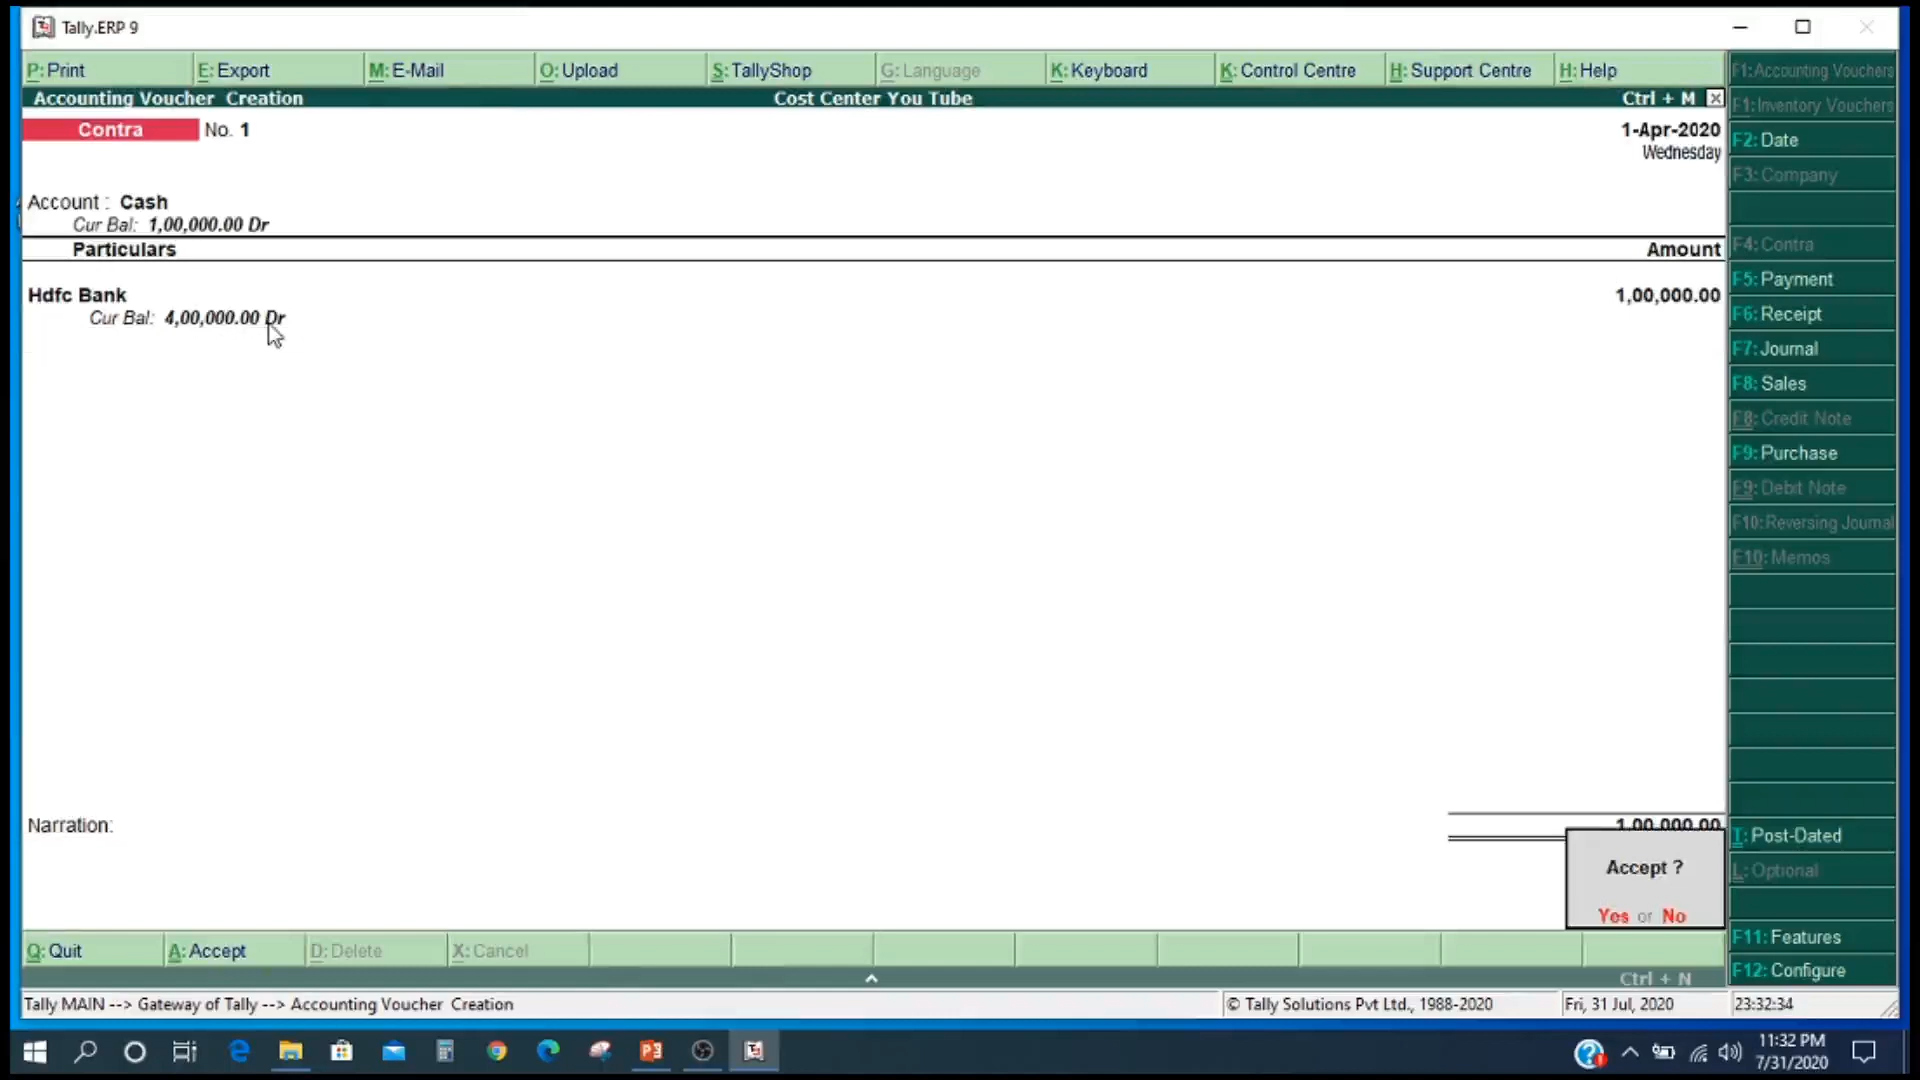 Tally.ERP 9
P: Print E: Export M: E-Mail O: Upload S: TallyShop G: Language K: Keyboard K: Control Centre H: Support Centre H: Help
Accounting Voucher Creation Cost Center You Tube Ctrl + M
Contra No. 1 1-Apr-2020
Wednesday
Account : Cash
Cur Bal: 1,00,000.00 Dr
Particulars Amount
Hdfc Bank 1,00,000.00
Cur Bal: 4,00,000.00 Dr
Narration: 1,00,000.00
Accept ?
Yes or No
F1: Accounting Vouchers
F1: Inventory Vouchers
F2: Date
F3: Company
F4: Contra
F5: Payment
F6: Receipt
F7: Journal
F8: Sales
F8: Credit Note
F9: Purchase
F9: Debit Note
F10: Reversing Journal
F10: Memos
T: Post-Dated
L: Optional
F11: Features
F12: Configure
Q: Quit A: Accept D: Delete X: Cancel
Ctrl + N
Tally MAIN --> Gateway of Tally --> Accounting Voucher Creation © Tally Solutions Pvt Ltd., 1988-2020 Fri, 31 Jul, 2020 23:32:34
11:32 PM
7/31/2020